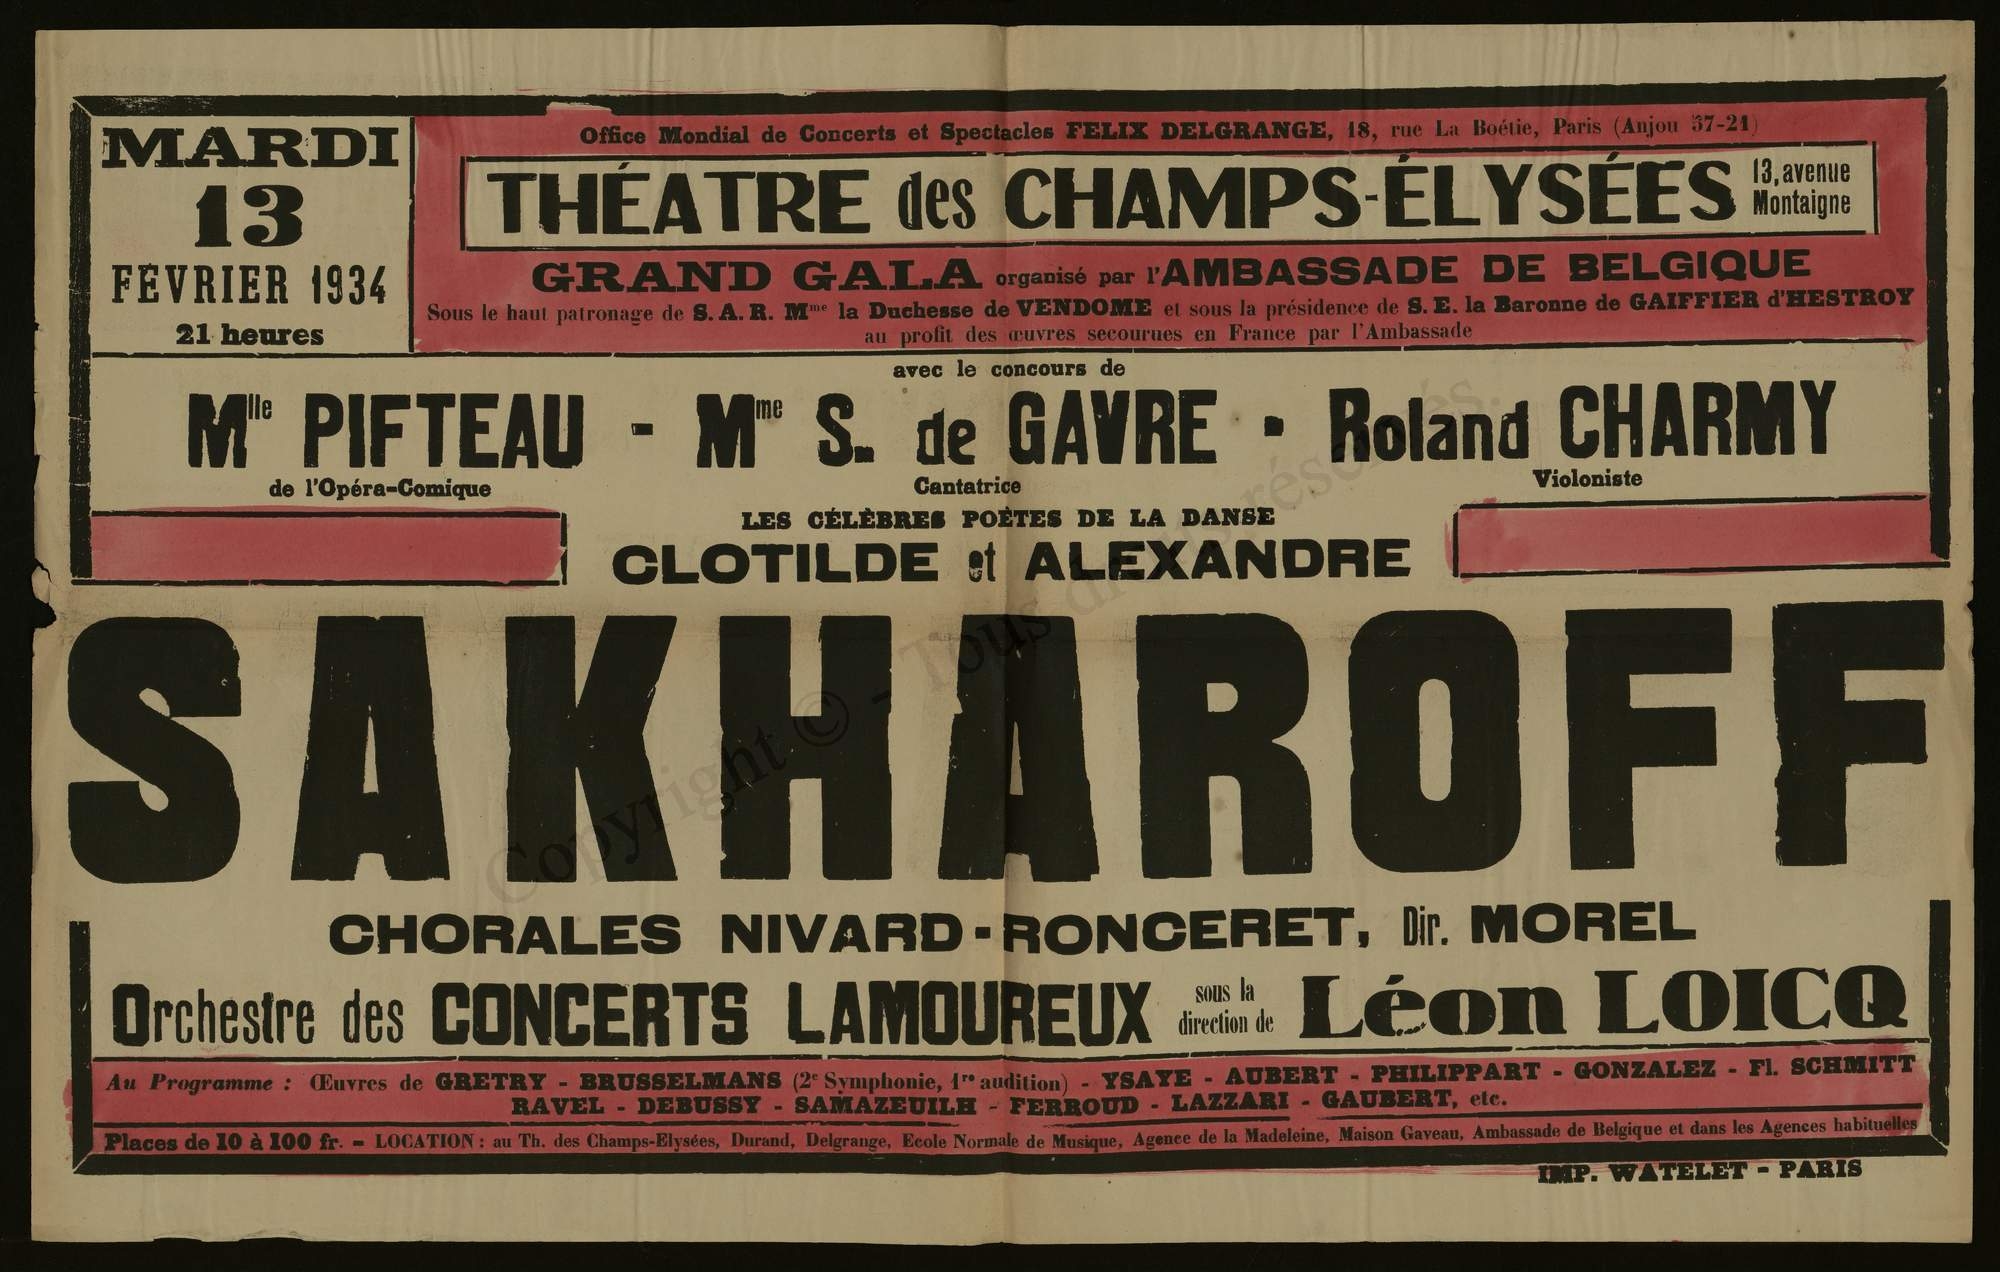 MARDI
13
FÉVRIER 1934
21 heures
Office Mondial de Concerts et Spectacles FELIX DELGRANGE, 18, rue La Boétie, Paris (Anjou 37-21)
THÉATRE des CHAMPS-ÉLYSÉES 13, avenue Montaigne
GRAND GALA organisé par l'AMBASSADE DE BELGIQUE
Sous le haut patronage de S. A. R. Mme la Duchesse de VENDOME et sous la présidence de S. E. la Baronne de GAIFFIER d'HESTROY
au profit des œuvres secourues en France par l'Ambassade
avec le concours de
Mlle PIFTEAU - Mme S. de GAVRE - Roland CHARMY
de l'Opéra-Comique Cantatrice Violoniste
LES CÉLÈBRES POÈTES DE LA DANSE
CLOTILDE et ALEXANDRE
SAKHAROFF
CHORALES NIVARD-RONCERET, Dir. MOREL
Orchestre des CONCERTS LAMOUREUX sous la direction de Léon LOICQ
Au Programme : Œuvres de GRETRY - BRUSSELMANS (2e Symphonie, 1re audition) - YSAYE - AUBERT - PHILIPPART - GONZALEZ - Fl. SCHMITT
RAVEL - DEBUSSY - SAMAZEUILH - FERROUD - LAZZARI - GAUBERT, etc.
Places de 10 à 100 fr. - LOCATION : au Th. des Champs-Elysées, Durand, Delgrange, Ecole Normale de Musique, Agence de la Madeleine, Maison Gaveau, Ambassade de Belgique et dans les Agences habituelles
IMP. WATELET - PARIS
Copyright © - Tous droits réservés.